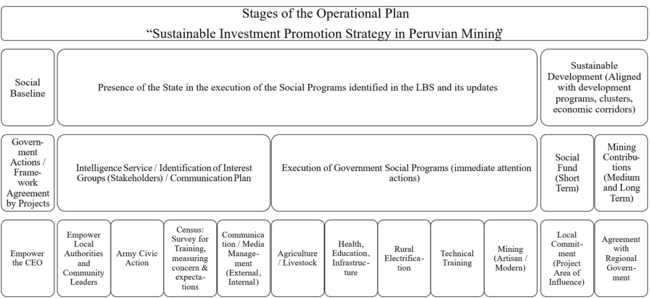 Stages of the Operational Plan
“Sustainable Investment Promotion Strategy in Peruvian Mining”
Social
Baseline
Presence of the State in the execution of the Social Programs identified in the LBS and its updates
Sustainable
Development (Aligned
with development
programs, clusters,
economic corridors)
Govern-
ment
Actions /
Frame-
work
Agreement
by Projects
Intelligence Service / Identification of Interest
Groups (Stakeholders) / Communication Plan
Execution of Government Social Programs (immediate attention
actions)
Social
Fund
(Short
Term)
Mining
Contribu-
tions
(Medium
and Long
Term)
Empower
the CEO
Empower
Local
Authorities
and
Community
Leaders
Army Civic
Action
Census:
Survey for
Training,
measuring
concern &
expecta-
tions
Communica
tion / Media
Manage-
ment
(External,
Internal)
Agriculture
/ Livestock
Health,
Education,
Infrastruc-
ture
Rural
Electrifica-
tion
Technical
Training
Mining
(Artisan /
Modern)
Local
Commit-
ment
(Project
Area of
Influence)
Agreement
with
Regional
Govern-
ment